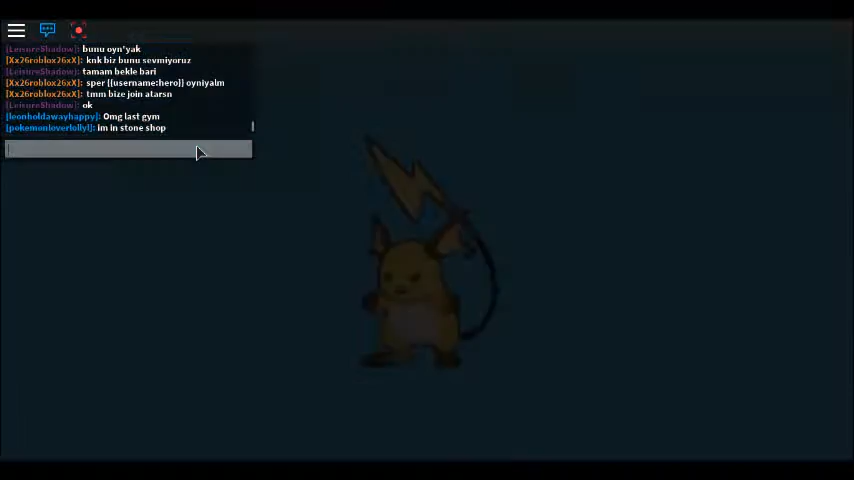 [LeisureShadow]: bunu oyn'yak
[Xx26roblox26xX]: knk biz bunu sevmiyoruz
[LeisureShadow]: tamam bekle bari
[Xx26roblox26xX]: sper [{username:hero}] oyniyalm
[Xx26roblox26xX]: tmm bize join atarsn
[LeisureShadow]: ok
[leonholdawayhappy]: Omg last gym
[pokemonloverlollyl]: im in stone shop